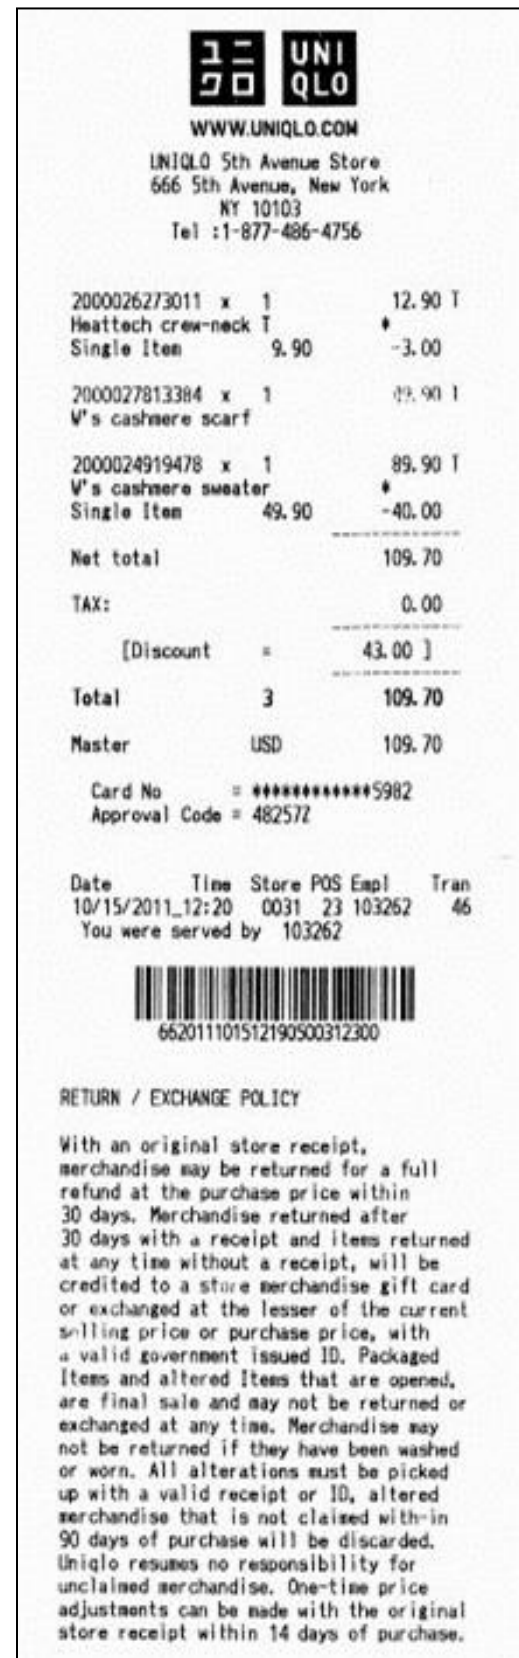 ユニ UNI
クロ QLO
WWW.UNIQLO.COM
UNIQLO 5th Avenue Store
666 5th Avenue, New York
NY 10103
Tel :1-877-486-4756
2000026273011 x 1 12.90 T
Heattech crew-neck T *
Single Item 9.90 -3.00
2000027813384 x 1 49.90 T
W's cashmere scarf
2000024919478 x 1 89.90 T
W's cashmere sweater *
Single Item 49.90 -40.00
Net total 109.70
TAX: 0.00
[Discount = 43.00 ]
Total 3 109.70
Master USD 109.70
Card No = ************5982
Approval Code = 48257Z
Date Time Store POS Empl Tran
10/15/2011_12:20 0031 23 103262 46
You were served by 103262
6620111015121905003​12300
RETURN / EXCHANGE POLICY
With an original store receipt,
merchandise may be returned for a full
refund at the purchase price within
30 days. Merchandise returned after
30 days with a receipt and items returned
at any time without a receipt, will be
credited to a store merchandise gift card
or exchanged at the lesser of the current
selling price or purchase price, with
a valid government issued ID. Packaged
Items and altered Items that are opened,
are final sale and may not be returned or
exchanged at any time. Merchandise may
not be returned if they have been washed
or worn. All alterations must be picked
up with a valid receipt or ID, altered
merchandise that is not claimed with-in
90 days of purchase will be discarded.
Uniqlo resumes no responsibility for
unclaimed merchandise. One-time price
adjustments can be made with the original
store receipt within 14 days of purchase.